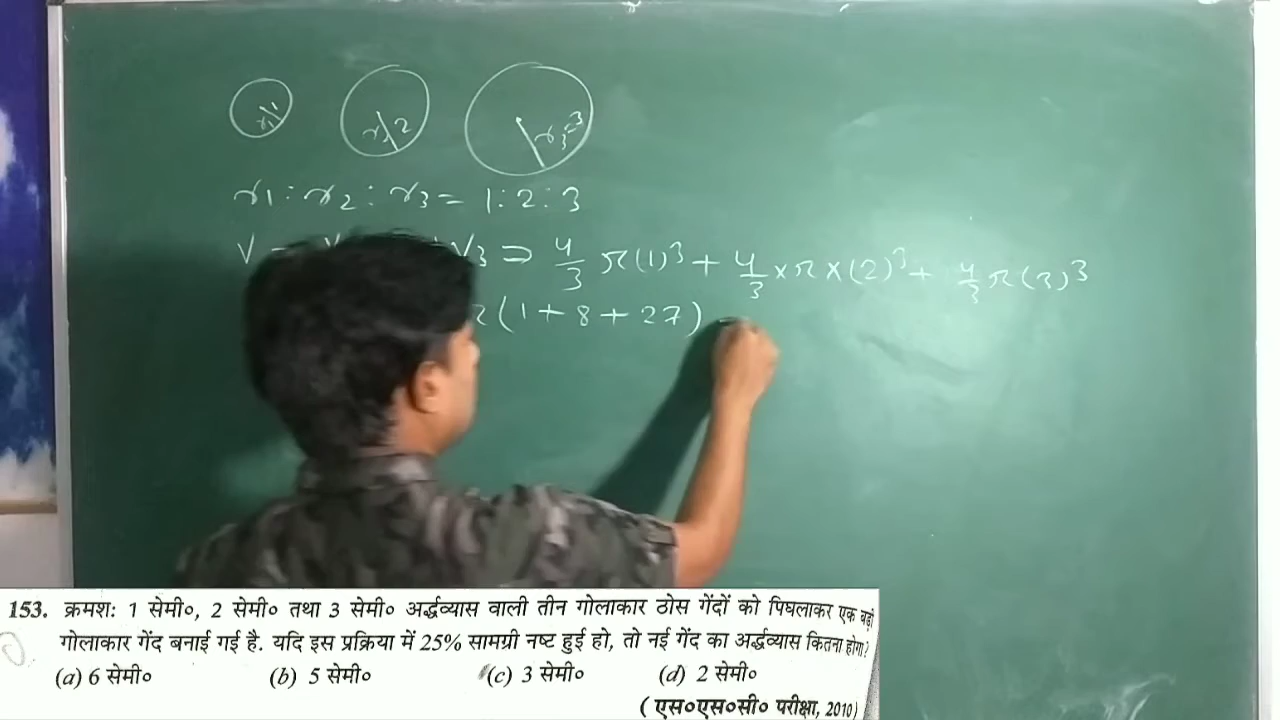 r1 r2 2 r3=3
r1 : r2 : r3 = 1:2:3
V3 ⇒ 4/3 π(1)³ + 4/3 × π × (2)³ + 4/3 π(3)³
(1 + 8 + 27)
153. क्रमश: 1 सेमी०, 2 सेमी० तथा 3 सेमी० अर्द्धव्यास वाली तीन गोलाकार ठोस गेंदों को पिघलाकर एक बड़ी
गोलाकार गेंद बनाई गई है. यदि इस प्रक्रिया में 25% सामग्री नष्ट हुई हो, तो नई गेंद का अर्द्धव्यास कितना होगा?
(a) 6 सेमी० (b) 5 सेमी० (c) 3 सेमी० (d) 2 सेमी०
( एस०एस०सी० परीक्षा, 2010)